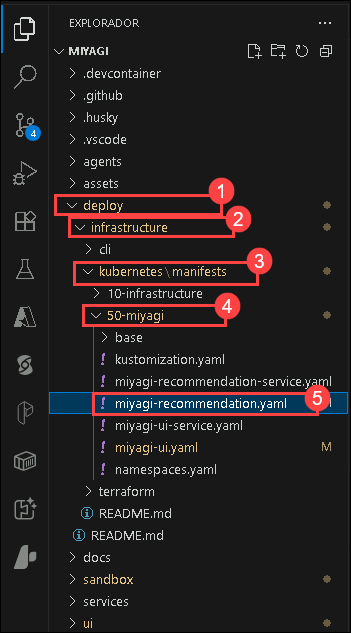 EXPLORADOR
MIYAGI
.devcontainer
.github
.husky
.vscode
agents
assets
deploy 1
infrastructure 2
cli
kubernetes \ manifests 3
10-infrastructure
50-miyagi 4
base
! kustomization.yaml
! miyagi-recommendation-service.yaml
! miyagi-recommendation.yaml 5
! miyagi-ui-service.yaml
! miyagi-ui.yaml M
! namespaces.yaml
terraform
README.md
README.md
docs
sandbox
services
ui
4